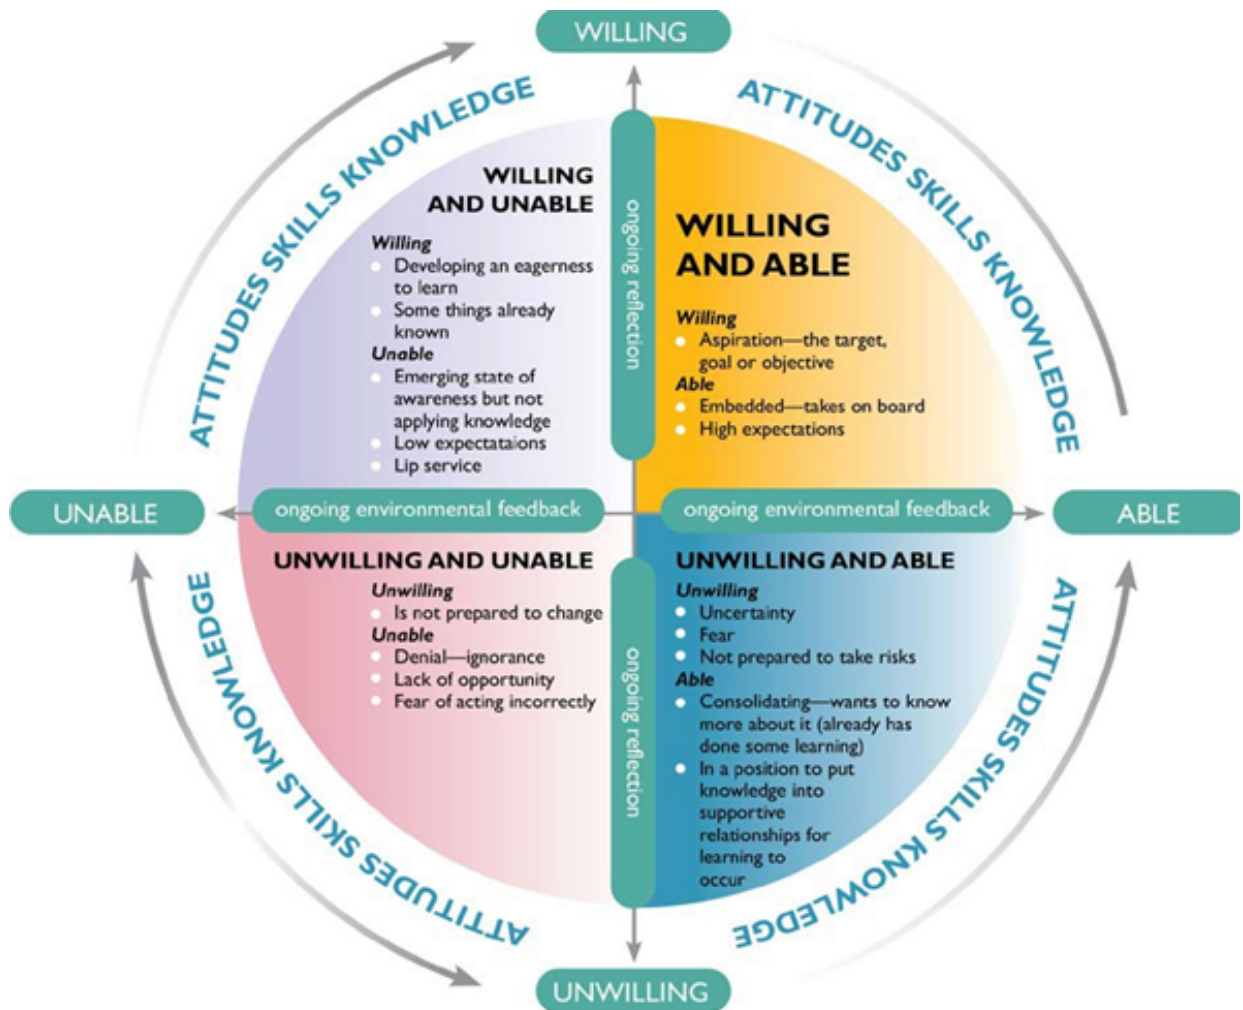 WILLING
ATTITUDES SKILLS KNOWLEDGE
ATTITUDES SKILLS KNOWLEDGE
WILLING
AND UNABLE
Willing
Developing an eagerness
to learn
Some things already
known
Unable
Emerging state of
awareness but not
applying knowledge
Low expectataions
Lip service
ongoing reflection
WILLING
AND ABLE
Willing
Aspiration—the target,
goal or objective
Able
Embedded—takes on board
High expectations
UNABLE
ongoing environmental feedback
ongoing environmental feedback
ABLE
UNWILLING AND UNABLE
Unwilling
Is not prepared to change
Unable
Denial—ignorance
Lack of opportunity
Fear of acting incorrectly
ongoing reflection
UNWILLING AND ABLE
Unwilling
Uncertainty
Fear
Not prepared to take risks
Able
Consolidating—wants to know
more about it (already has
done some learning)
In a position to put
knowledge into
supportive
relationships for
learning to
occur
ATTITUDES SKILLS KNOWLEDGE
ATTITUDES SKILLS KNOWLEDGE
UNWILLING